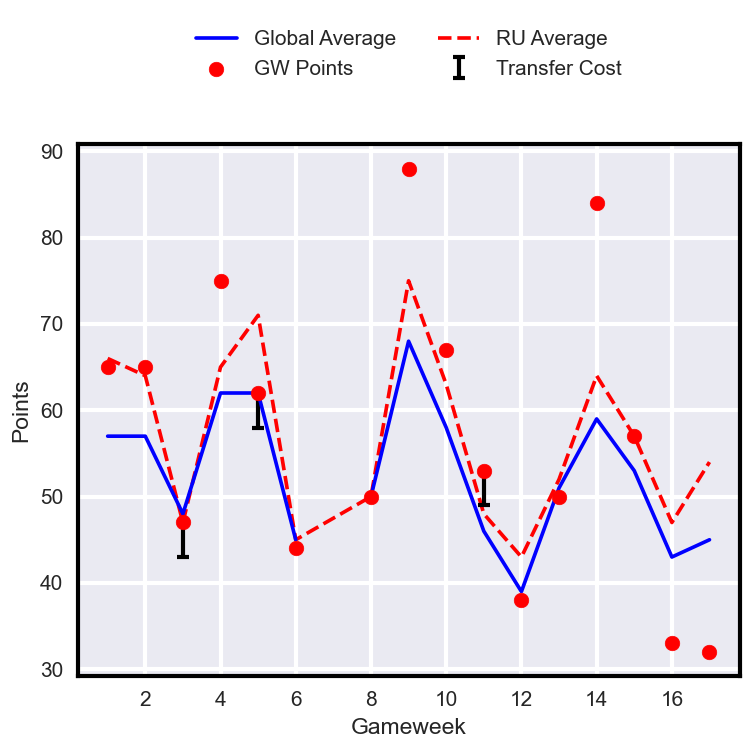 Global Average
RU Average
GW Points
Transfer Cost
90
80
70
60
50
40
30
Points
2 4 6 8 10 12 14 16
Gameweek